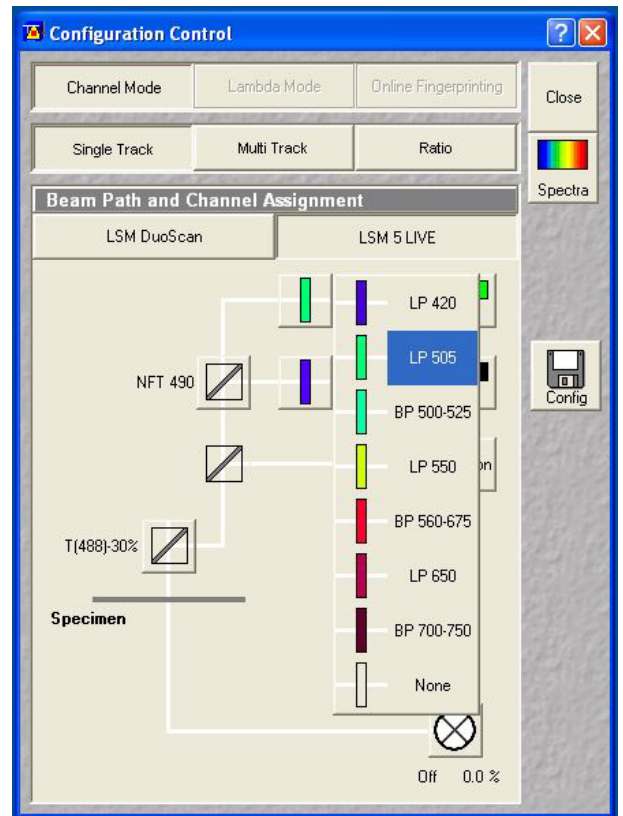 Configuration Control
Channel Mode
Lambda Mode
Online Fingerprinting
Close
Single Track
Multi Track
Ratio
Spectra
Beam Path and Channel Assignment
LSM DuoScan
LSM 5 LIVE
LP 420
LP 505
NFT 490
Config
BP 500-525
LP 550
on
BP 560-675
T(488)-30%
LP 650
Specimen
BP 700-750
None
Off 0.0 %